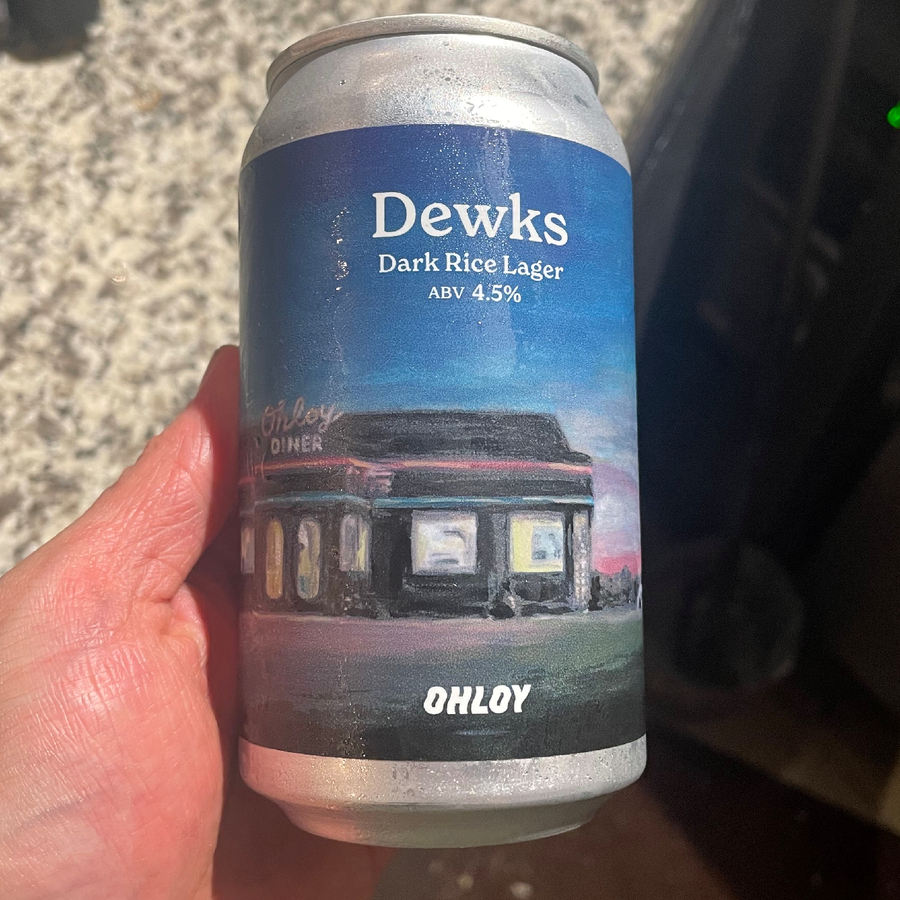 Dewks
Dark Rice Lager
ABV 4.5%
Ohloy
DINER
OHLOY